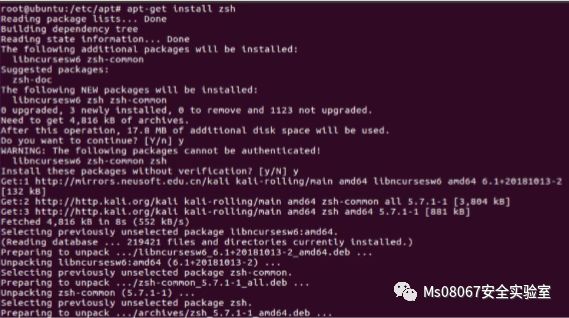 root@ubuntu:/etc/apt# apt-get install zsh
Reading package lists... Done
Building dependency tree
Reading state information... Done
The following additional packages will be installed:
  libncursesw6 zsh-common
Suggested packages:
  zsh-doc
The following NEW packages will be installed:
  libncursesw6 zsh zsh-common
0 upgraded, 3 newly installed, 0 to remove and 1123 not upgraded.
Need to get 4,816 kB of archives.
After this operation, 17.8 MB of additional disk space will be used.
Do you want to continue? [Y/n] y
WARNING: The following packages cannot be authenticated!
  libncursesw6 zsh-common zsh
Install these packages without verification? [y/N] y
Get:1 http://mirrors.neusoft.edu.cn/kali kali-rolling/main amd64 libncursesw6 amd64 6.1+20181013-2
[132 kB]
Get:2 http://http.kali.org/kali kali-rolling/main amd64 zsh-common all 5.7.1-1 [3,804 kB]
Get:3 http://http.kali.org/kali kali-rolling/main amd64 zsh amd64 5.7.1-1 [881 kB]
Fetched 4,816 kB in 8s (552 kB/s)
Selecting previously unselected package libncursesw6:amd64.
(Reading database ... 219421 files and directories currently installed.)
Preparing to unpack .../libncursesw6_6.1+20181013-2_amd64.deb ...
Unpacking libncursesw6:amd64 (6.1+20181013-2) ...
Selecting previously unselected package zsh-common.
Preparing to unpack .../zsh-common_5.7.1-1_all.deb ...
Unpacking zsh-common (5.7.1-1) ...
Selecting previously unselected package zsh.
Preparing to unpack .../archives/zsh_5.7.1-1_amd64.deb ...
Ms08067安全实验室